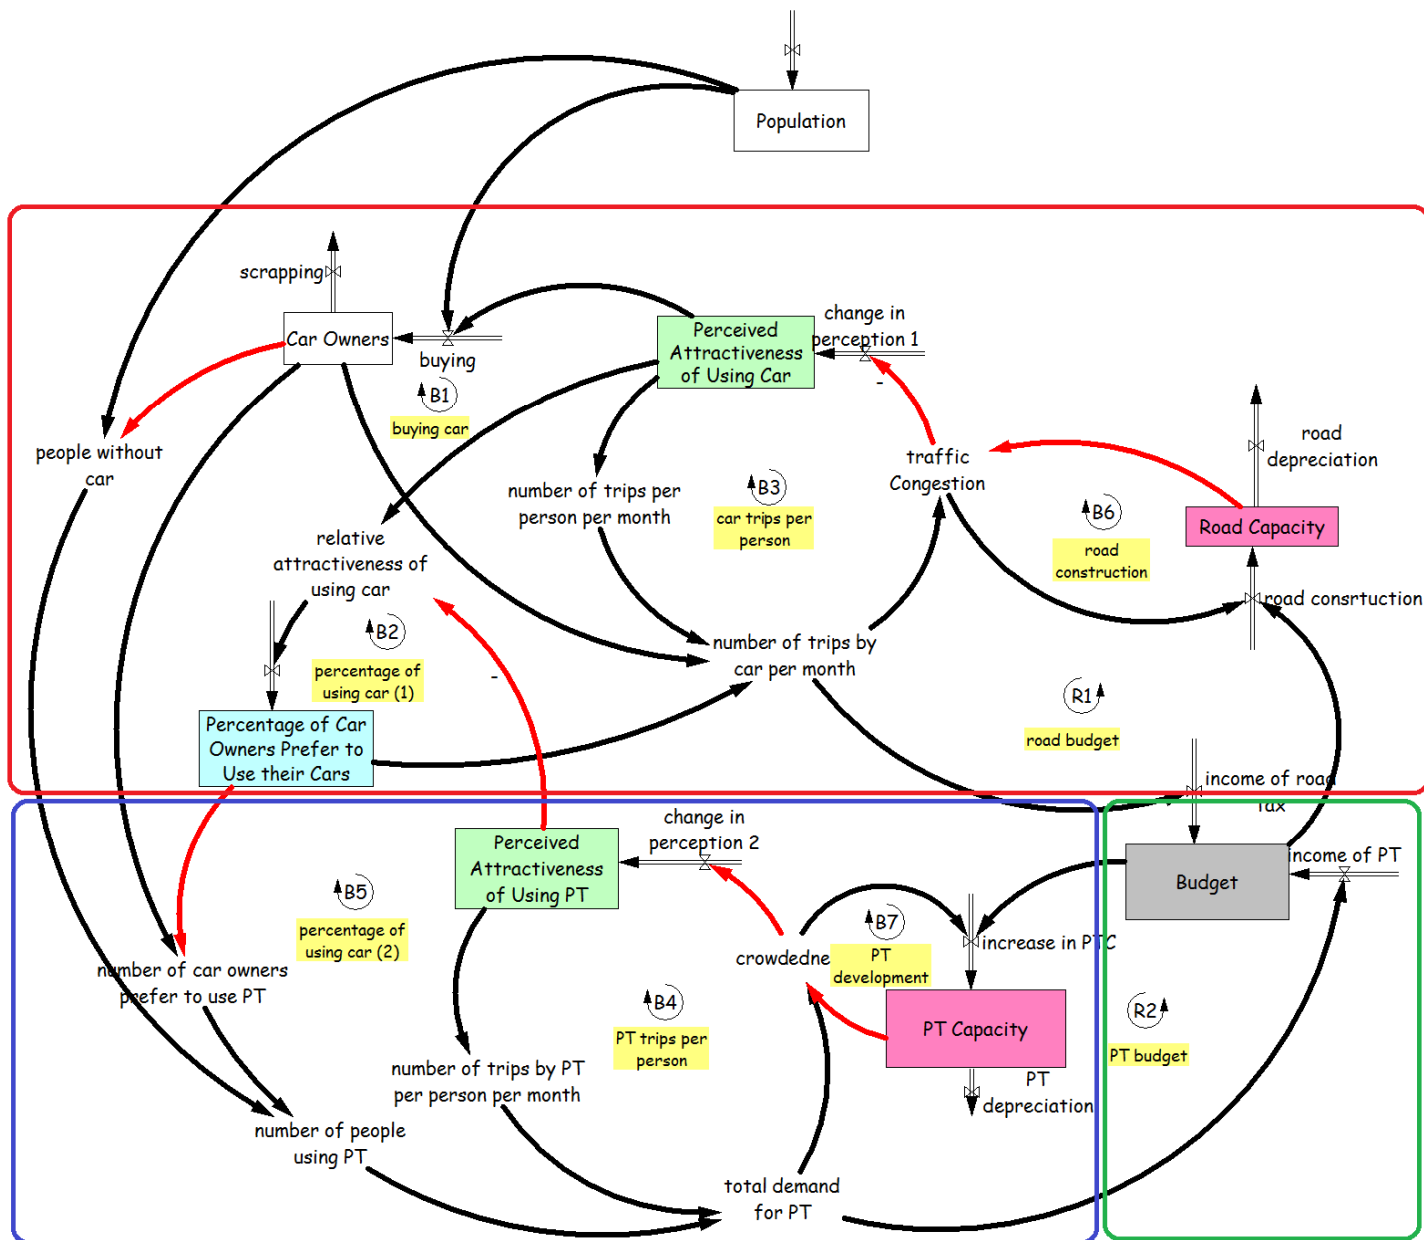 Population
scrapping
Car Owners
buying
B1
buying car
Perceived
Attractiveness
of Using Car
change in
perception 1
-
people without
car
number of trips per
person per month
B3
car trips per
person
traffic
Congestion
road
depreciation
B6
road
construction
Road Capacity
road consrtuction
relative
attractiveness of
using car
B2
percentage of
using car (1)
-
number of trips by
car per month
R1
road budget
Percentage of Car
Owners Prefer to
Use their Cars
income of road
tax
Perceived
Attractiveness
of Using PT
change in
perception 2
Budget
income of PT
B5
percentage of
using car (2)
B7
PT
development
crowdedne
increase in PTC
number of car owners
prefer to use PT
B4
PT trips per
person
PT Capacity
R2
PT budget
number of trips by PT
per person per month
PT
depreciation
number of people
using PT
total demand
for PT